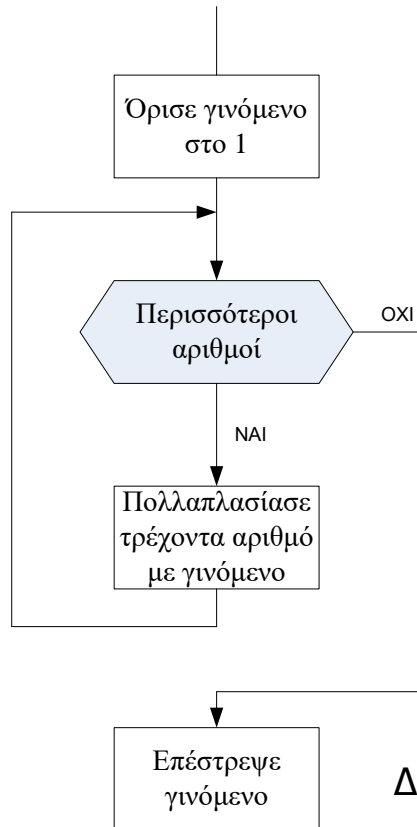 Όρισε γινόμενο
στο 1
Περισσότεροι
αριθμοί
ΟΧΙ
ΝΑΙ
Πολλαπλασίασε
τρέχοντα αριθμό
με γινόμενο
Επέστρεψε
γινόμενο
Δ